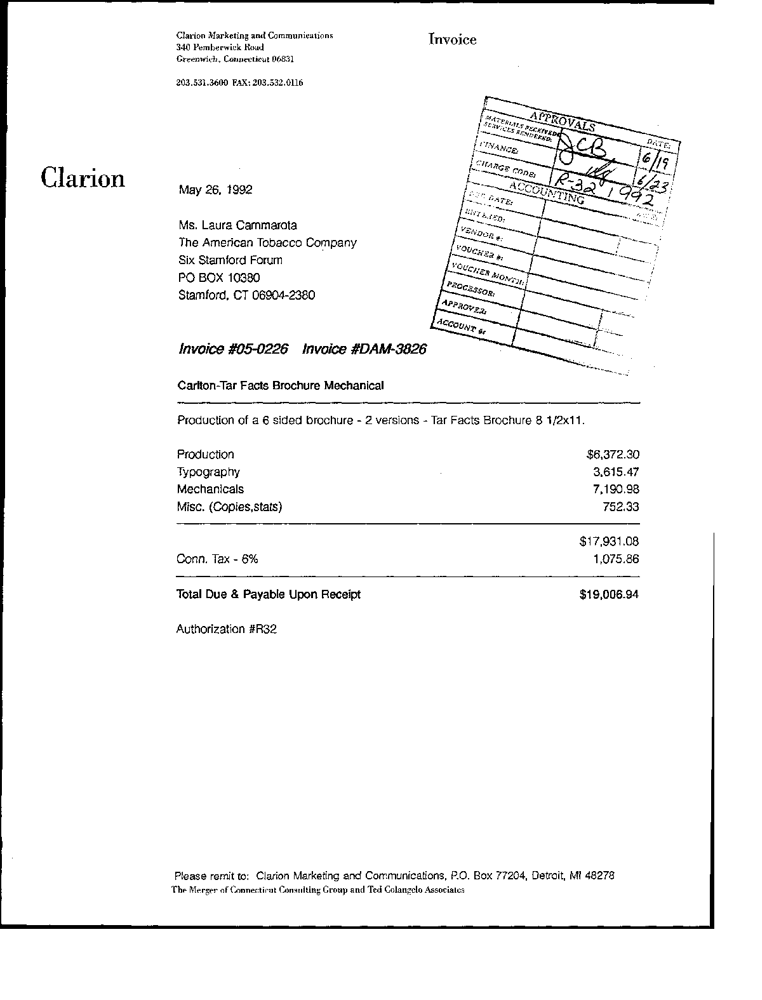 Clarion Marketing and Communications
340 Pemberwick Road
Greenwich, Connecticut 06831
203.531.3600 FAX: 203.532.0116
Invoice
APPROVALS
MATERIALS RECEIVED/
SERVICES RENDERED:
JCB
DATE:
6/19
FINANCE:
6/23
CHARGE CODE:
R-32, 1992
ACCOUNTING
DUE DATE:
ENTERED:
VENDOR #:
VOUCHER #:
VOUCHER MONTH:
PROCESSOR:
APPROVER:
ACCOUNT #:
Clarion
May 26, 1992
Ms. Laura Cammarota
The American Tobacco Company
Six Stamford Forum
PO BOX 10380
Stamford, CT 06904-2380
Invoice #05-0226 Invoice #DAM-3826
Carlton-Tar Facts Brochure Mechanical
Production of a 6 sided brochure - 2 versions - Tar Facts Brochure 8 1/2x11.
Production $6,372.30
Typography 3,615.47
Mechanicals 7,190.98
Misc. (Copies,stats) 752.33
$17,931.08
Conn. Tax - 6% 1,075.86
Total Due & Payable Upon Receipt $19,006.94
Authorization #R32
Please remit to: Clarion Marketing and Communications, P.O. Box 77204, Detroit, MI 48278
The Merger of Connecticut Consulting Group and Ted Colangelo Associates